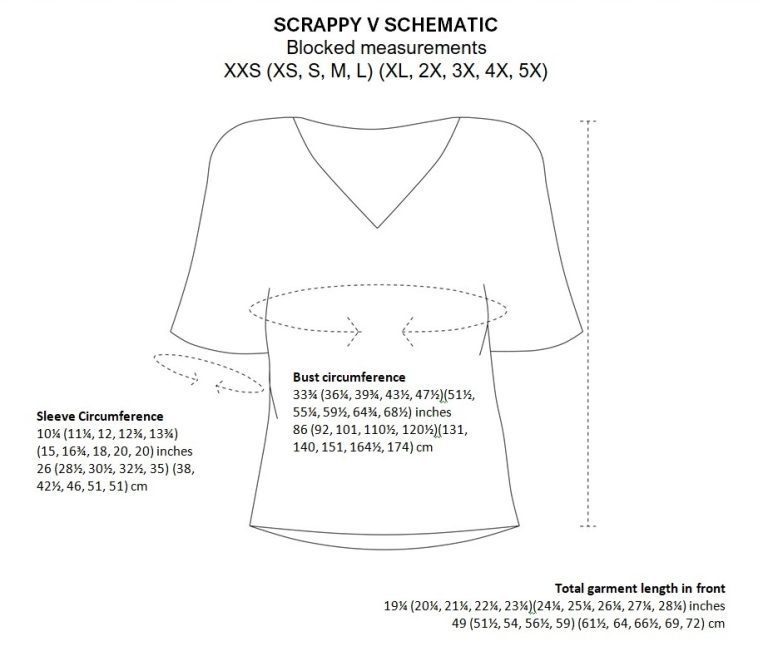 SCRAPPY V SCHEMATIC
Blocked measurements
XXS (XS, S, M, L) (XL, 2X, 3X, 4X, 5X)
Bust circumference
33¾ (36¼, 39¾, 43½, 47½)(51½,
55¼, 59½, 64¾, 68½) inches
86 (92, 101, 110½, 120½)(131,
140, 151, 164½, 174) cm
Sleeve Circumference
10¼ (11¼, 12, 12¾, 13¾)
(15, 16¾, 18, 20, 20) inches
26 (28½, 30½, 32½, 35) (38,
42½, 46, 51, 51) cm
Total garment length in front
19¼ (20¼, 21¼, 22¼, 23¼)(24¼, 25¼, 26¼, 27¼, 28¼) inches
49 (51½, 54, 56½, 59) (61½, 64, 66½, 69, 72) cm